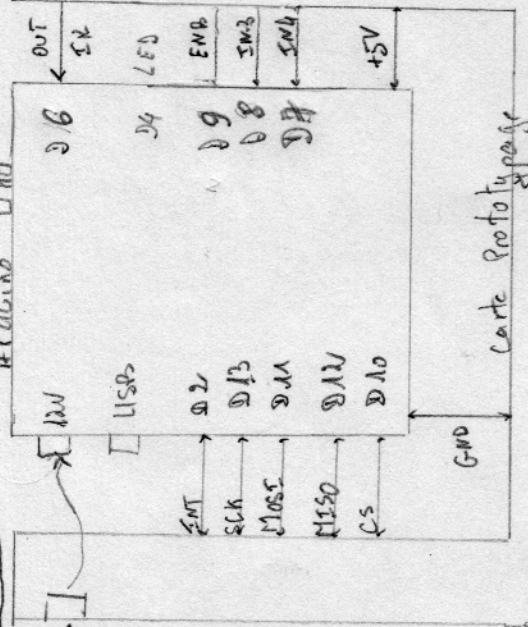 OUT
IR
LED
ENB
IN3
IN4
+5V
D6
D4
D9
D8
D7
12V
USB
D2
D13
D11
D12
D10
INT
SCK
MOSI
MISO
CS
GND
Carte Prototypage